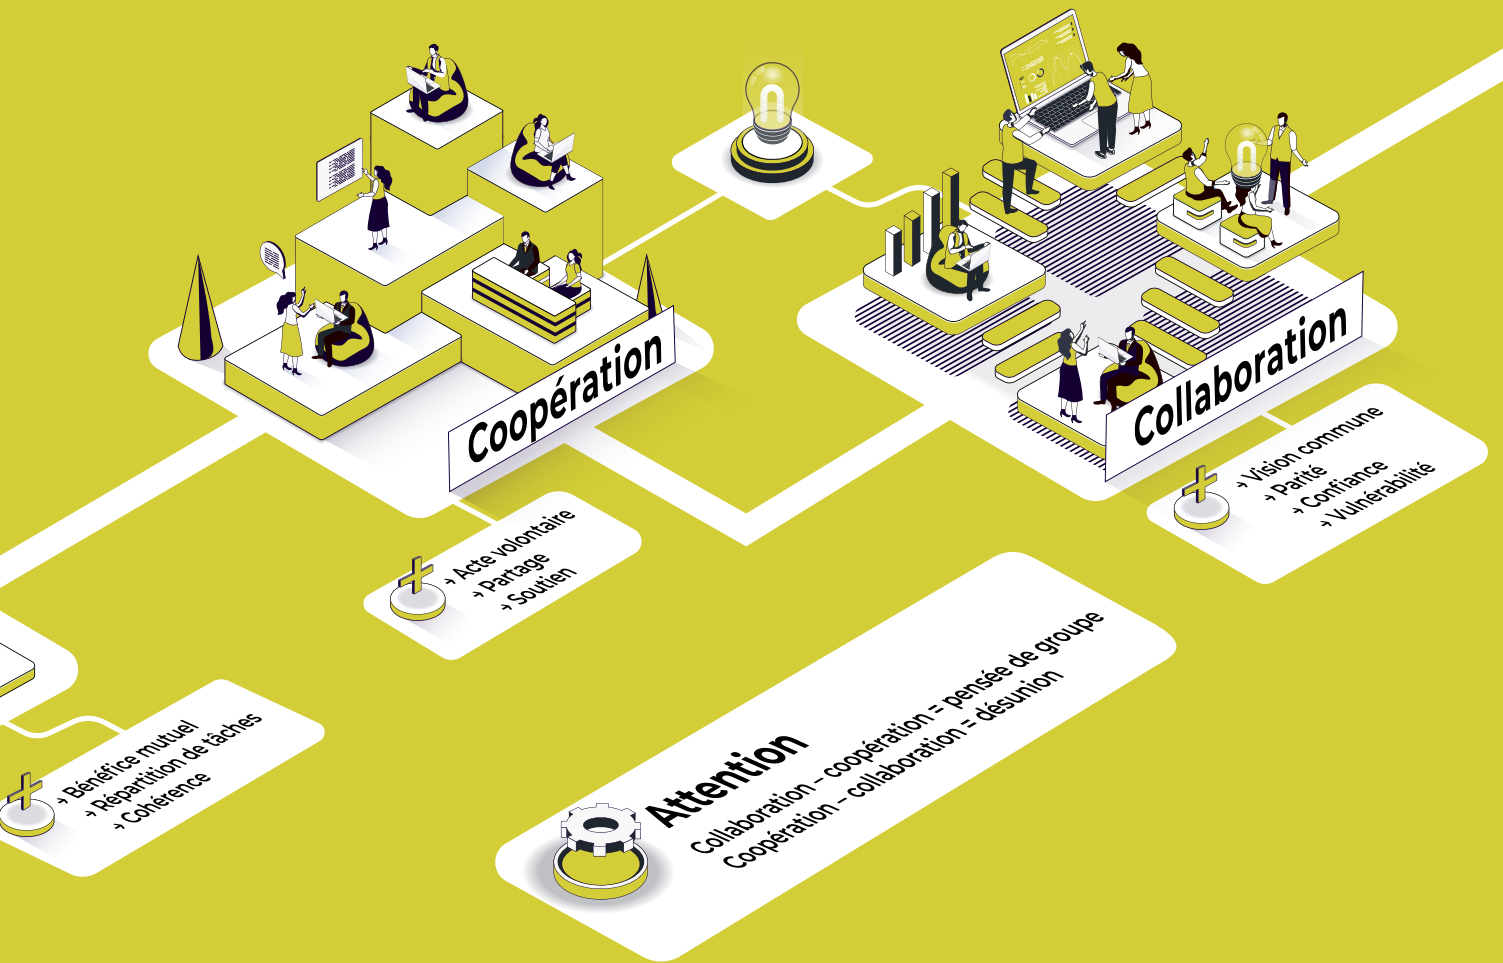 Coopération
Collaboration
→ Vision commune
→ Parité
→ Confiance
→ Vulnérabilité
→ Acte volontaire
→ Partage
→ Soutien
→ Bénéfice mutuel
→ Répartition de tâches
→ Cohérence
Attention
Collaboration – coopération = pensée de groupe
Coopération – collaboration = désunion